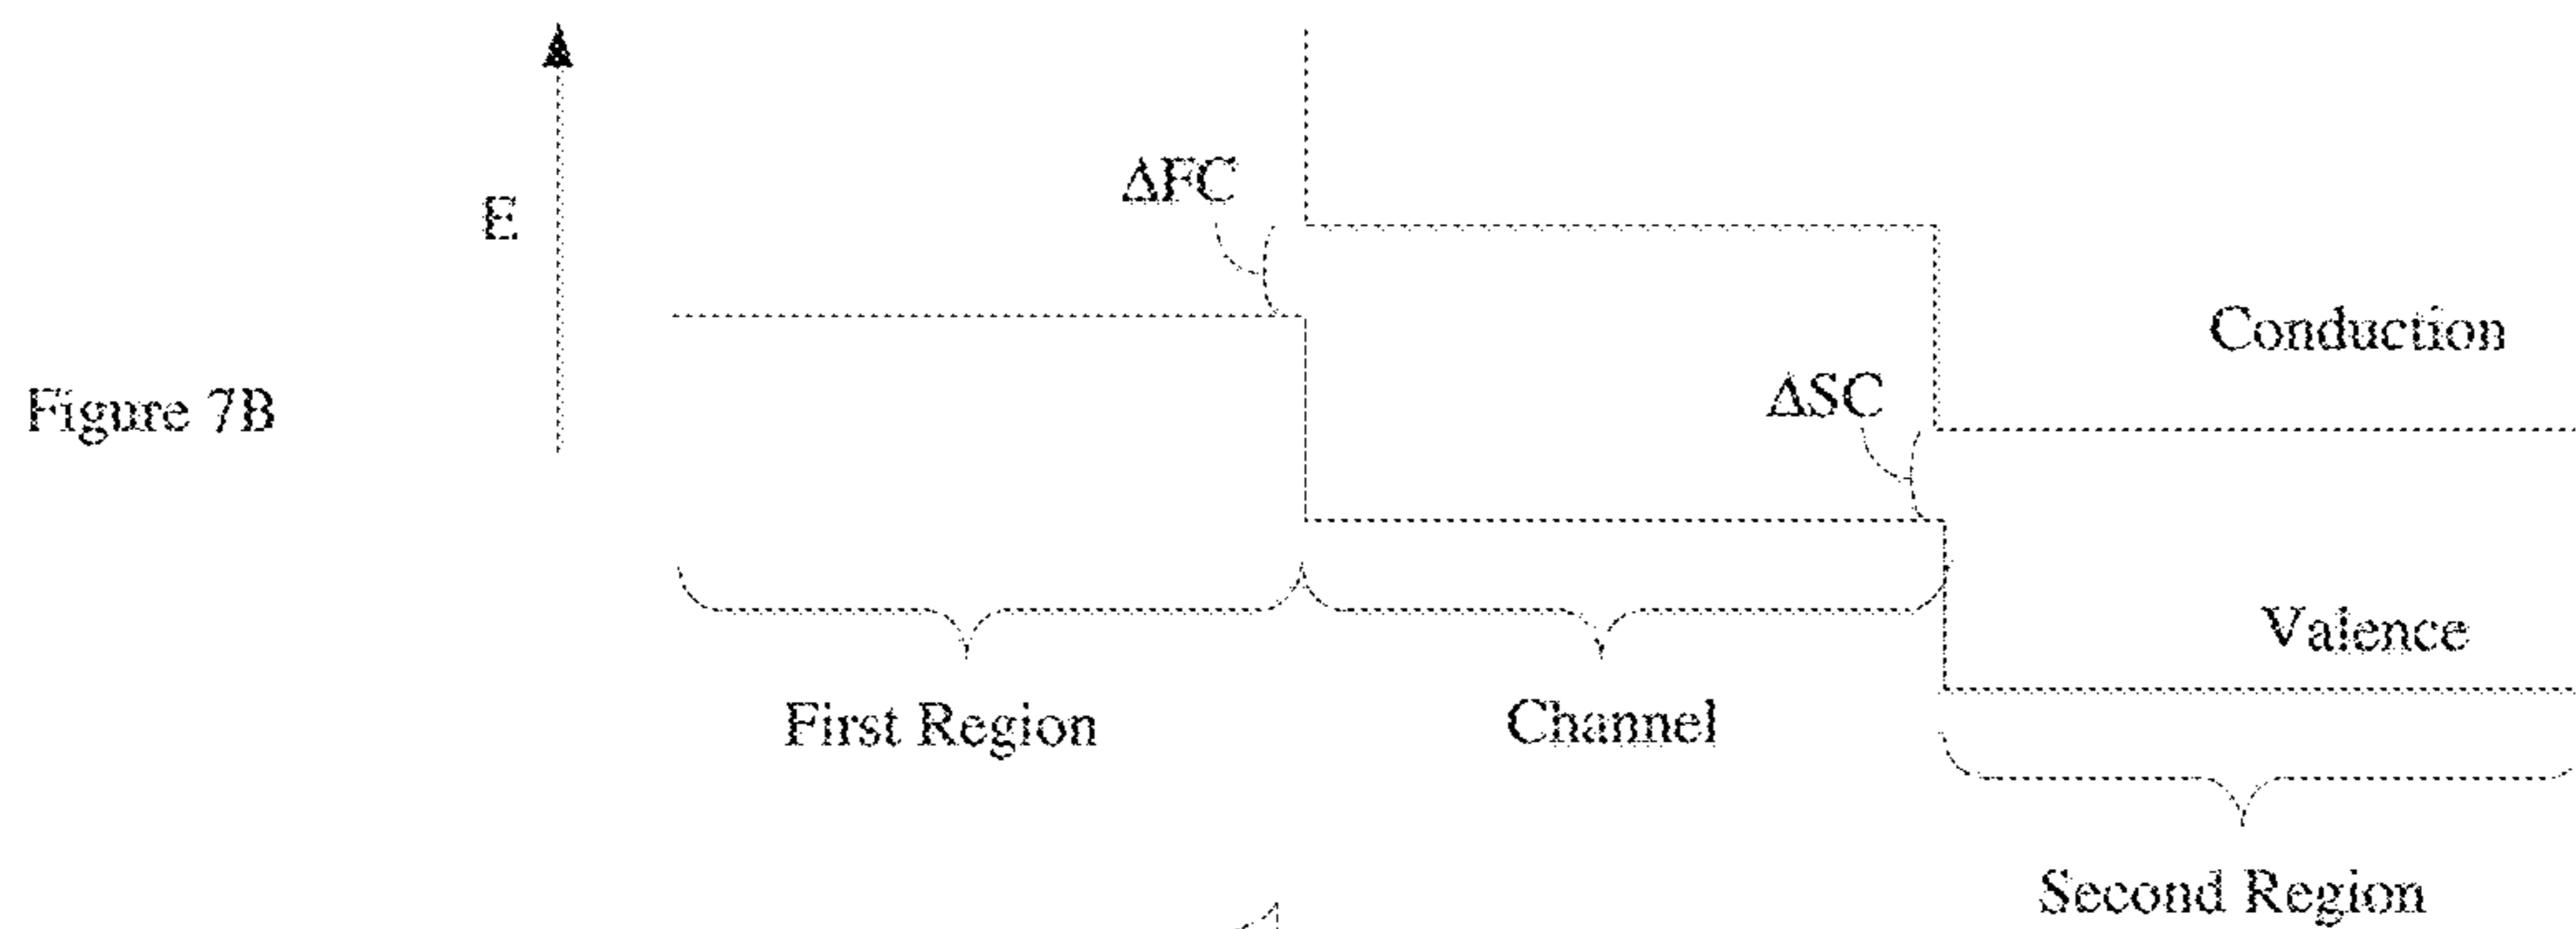 ΔFC
E
Conduction
ΔSC
Figure 7B
Valence
First Region
Channel
Second Region